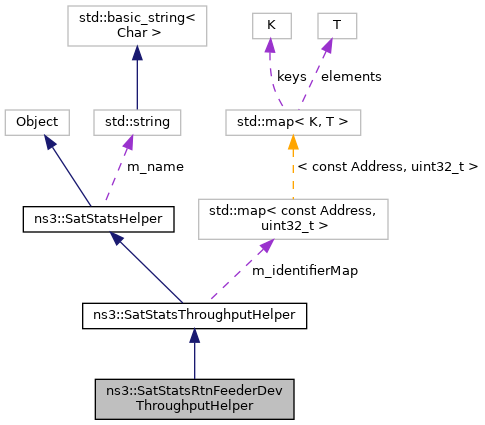 std::basic_string<
Char >
K
T
keys
elements
Object
std::string
std::map< K, T >
m_name
< const Address, uint32_t >
ns3::SatStatsHelper
std::map< const Address,
uint32_t >
m_identifierMap
ns3::SatStatsThroughputHelper
ns3::SatStatsRtnFeederDev
ThroughputHelper